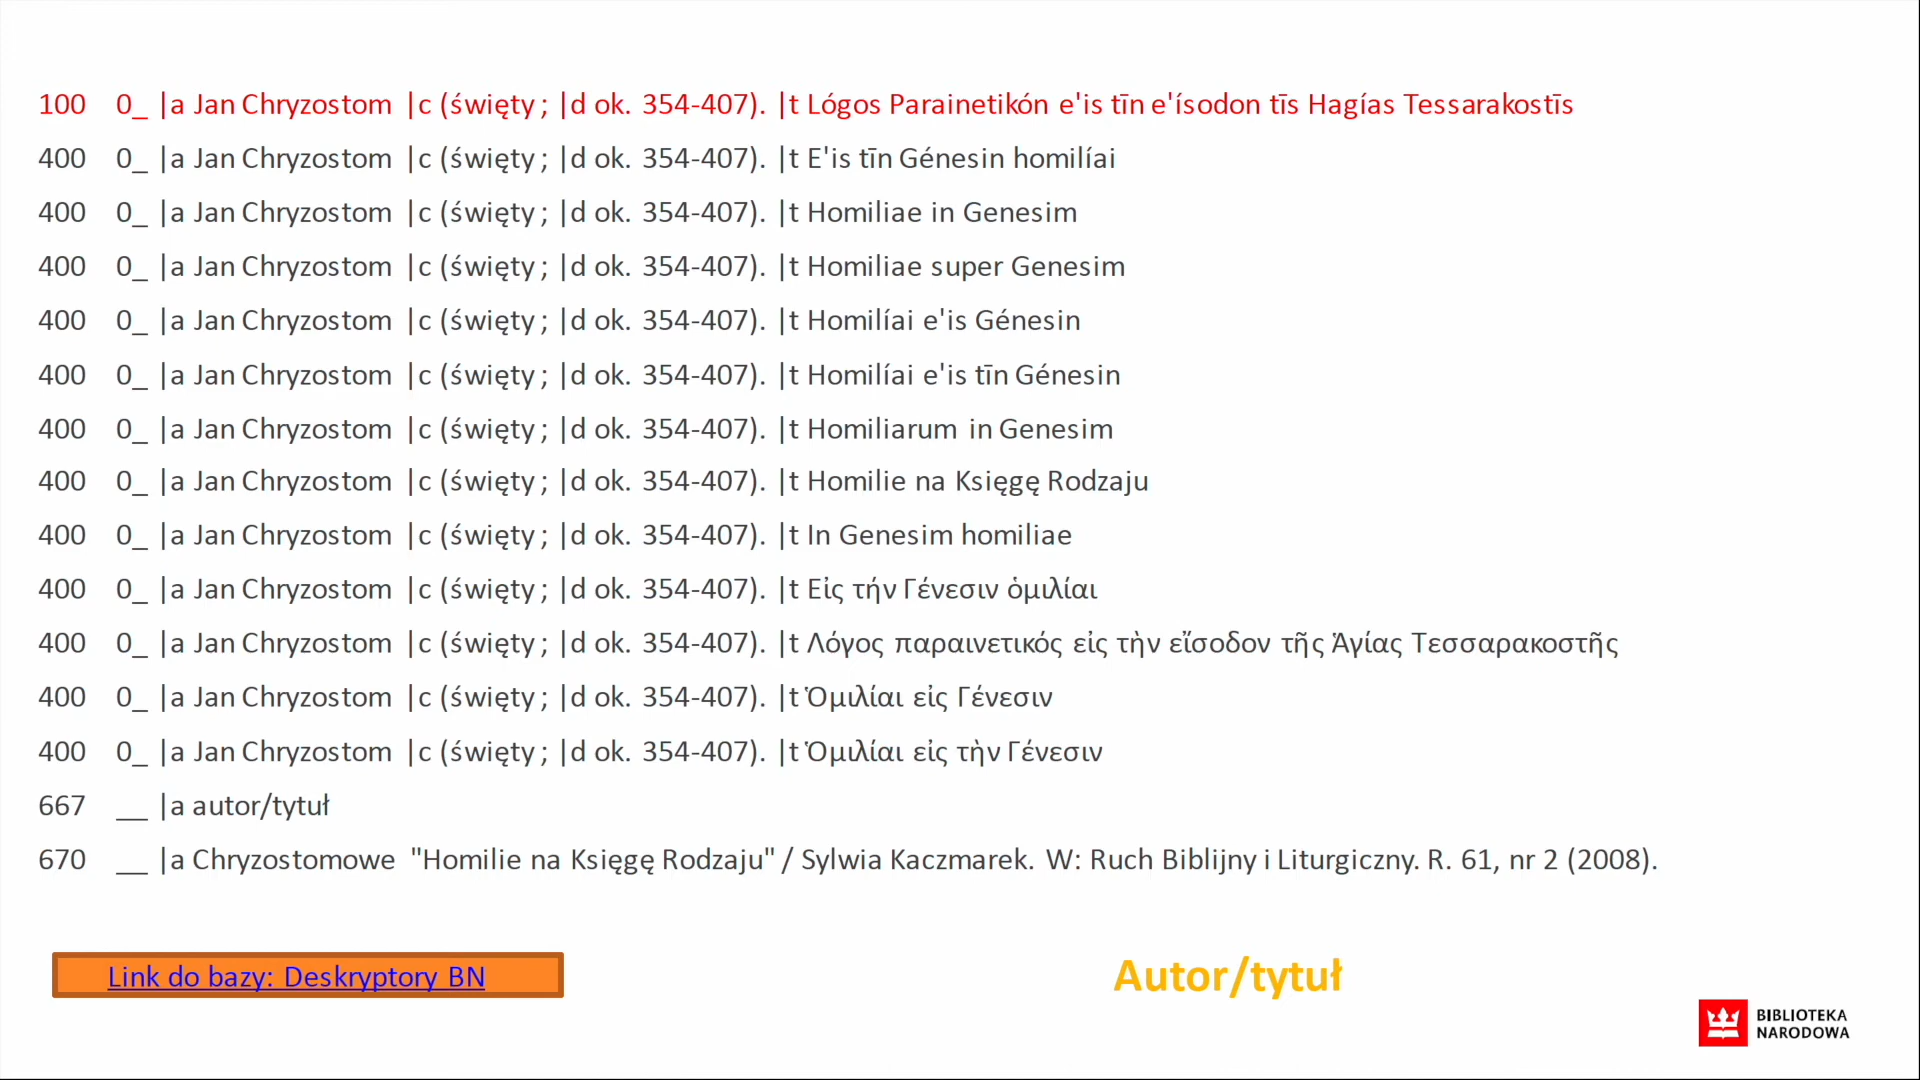 100 0_ |a Jan Chryzostom |c (święty ; |d ok. 354-407). |t Lógos Parainetikón e'is tīn e'ísodon tīs Hagías Tessarakostīs
400 0_ |a Jan Chryzostom |c (święty ; |d ok. 354-407). |t E'is tīn Génesin homilíai
400 0_ |a Jan Chryzostom |c (święty ; |d ok. 354-407). |t Homiliae in Genesim
400 0_ |a Jan Chryzostom |c (święty ; |d ok. 354-407). |t Homiliae super Genesim
400 0_ |a Jan Chryzostom |c (święty ; |d ok. 354-407). |t Homilíai e'is Génesin
400 0_ |a Jan Chryzostom |c (święty ; |d ok. 354-407). |t Homilíai e'is tīn Génesin
400 0_ |a Jan Chryzostom |c (święty ; |d ok. 354-407). |t Homiliarum in Genesim
400 0_ |a Jan Chryzostom |c (święty ; |d ok. 354-407). |t Homilie na Księgę Rodzaju
400 0_ |a Jan Chryzostom |c (święty ; |d ok. 354-407). |t In Genesim homiliae
400 0_ |a Jan Chryzostom |c (święty ; |d ok. 354-407). |t Εἰς τήν Γένεσιν ὁμιλίαι
400 0_ |a Jan Chryzostom |c (święty ; |d ok. 354-407). |t Λόγος παραινετικός εἰς τὴν εἴσοδον τῆς Ἁγίας Τεσσαρακοστῆς
400 0_ |a Jan Chryzostom |c (święty ; |d ok. 354-407). |t Ὁμιλίαι εἰς Γένεσιν
400 0_ |a Jan Chryzostom |c (święty ; |d ok. 354-407). |t Ὁμιλίαι εἰς τὴν Γένεσιν
667 __ |a autor/tytuł
670 __ |a Chryzostomowe "Homilie na Księgę Rodzaju" / Sylwia Kaczmarek. W: Ruch Biblijny i Liturgiczny. R. 61, nr 2 (2008).
Link do bazy: Deskryptory BN
Autor/tytuł
BIBLIOTEKA
NARODOWA